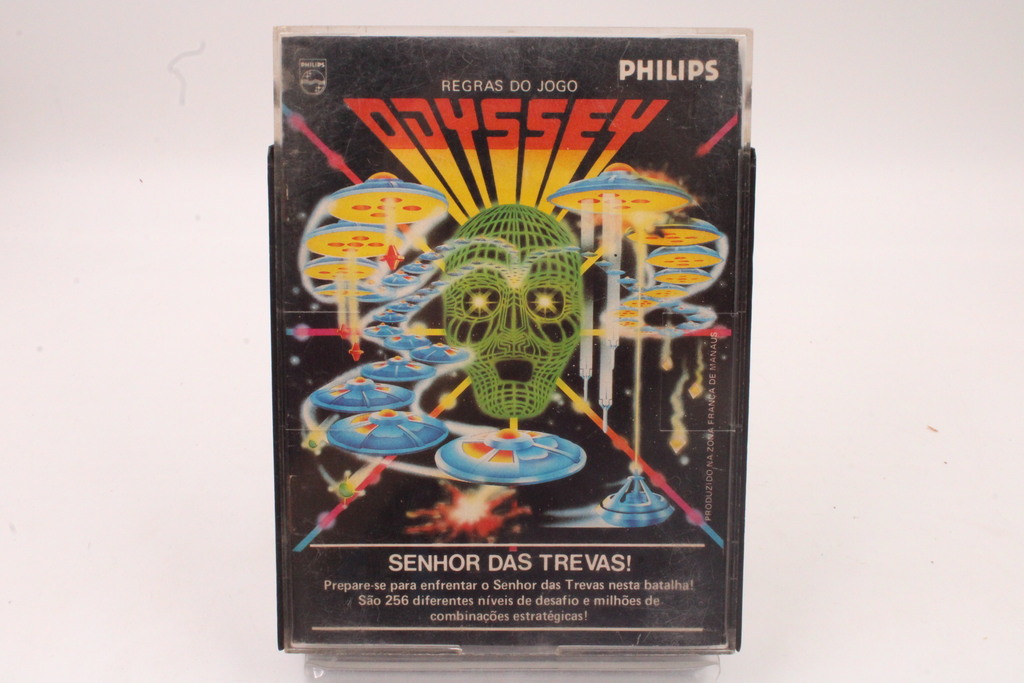 PHILIPS
PHILIPS
REGRAS DO JOGO
ODYSSEY
PRODUZIDO NA ZONA FRANCA DE MANAUS
SENHOR DAS TREVAS!
Prepare-se para enfrentar o Senhor das Trevas nesta batalha!
São 256 diferentes níveis de desafio e milhões de
combinações estratégicas!